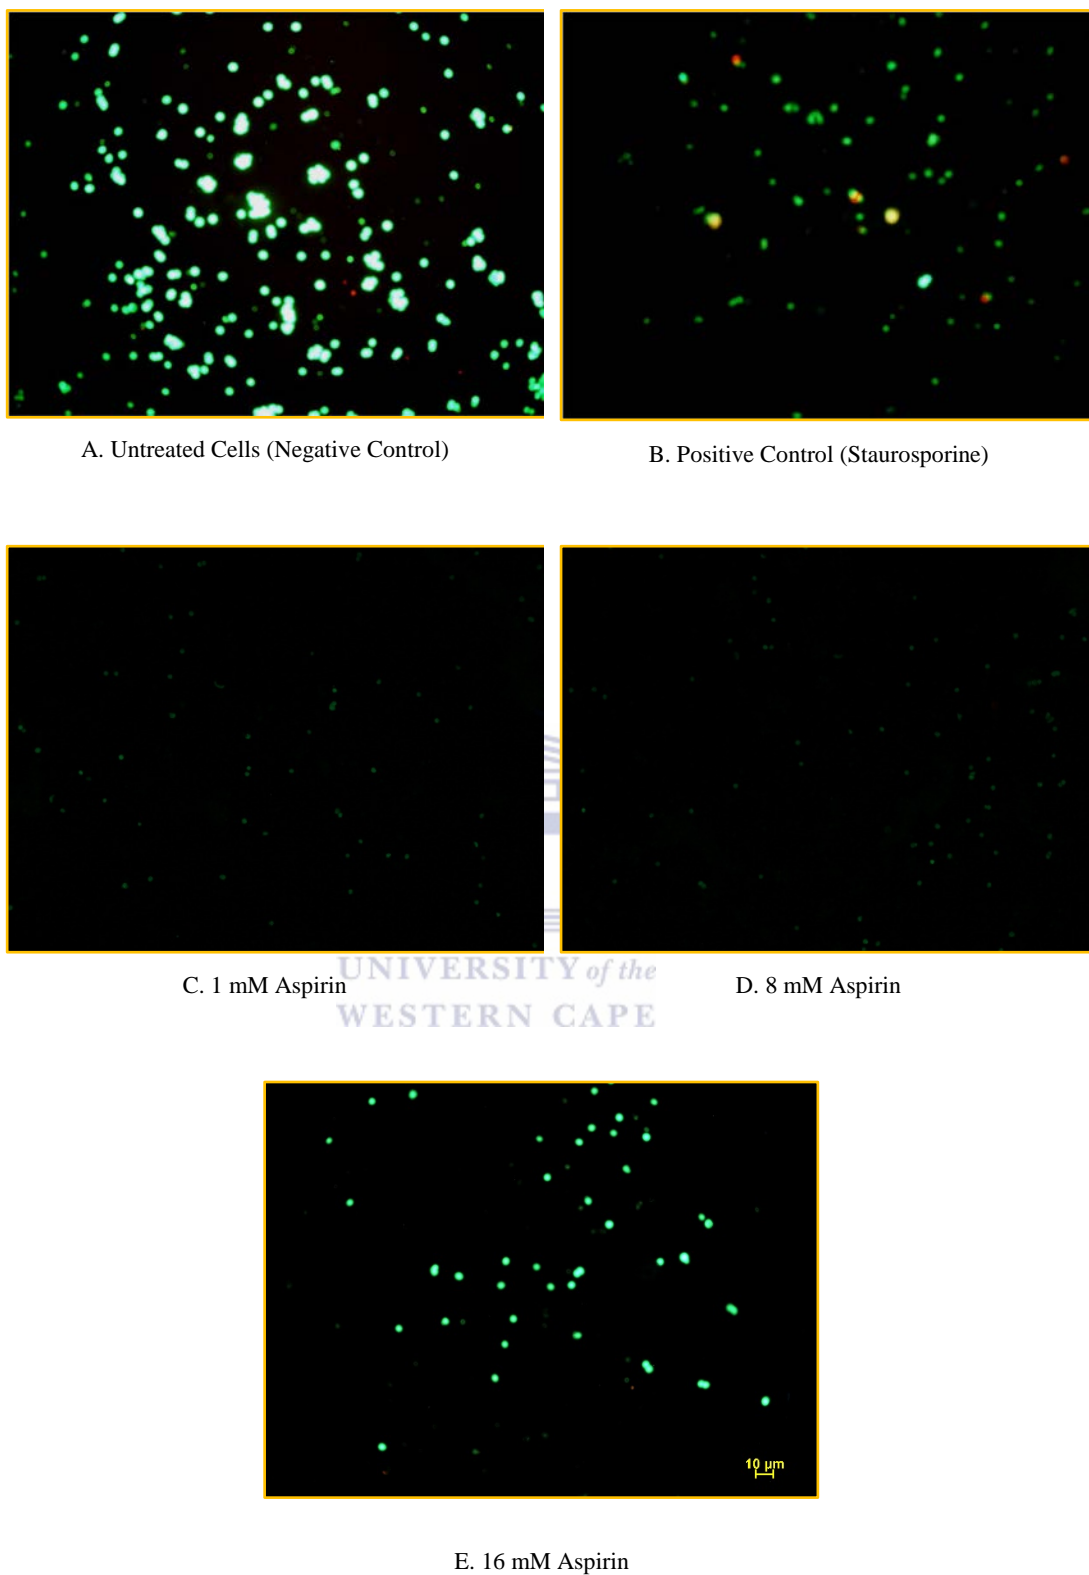 A. Untreated Cells (Negative Control)
B. Positive Control (Staurosporine)
C. 1 mM Aspirin
D. 8 mM Aspirin
UNIVERSITY of the
WESTERN CAPE
10 µm
E. 16 mM Aspirin